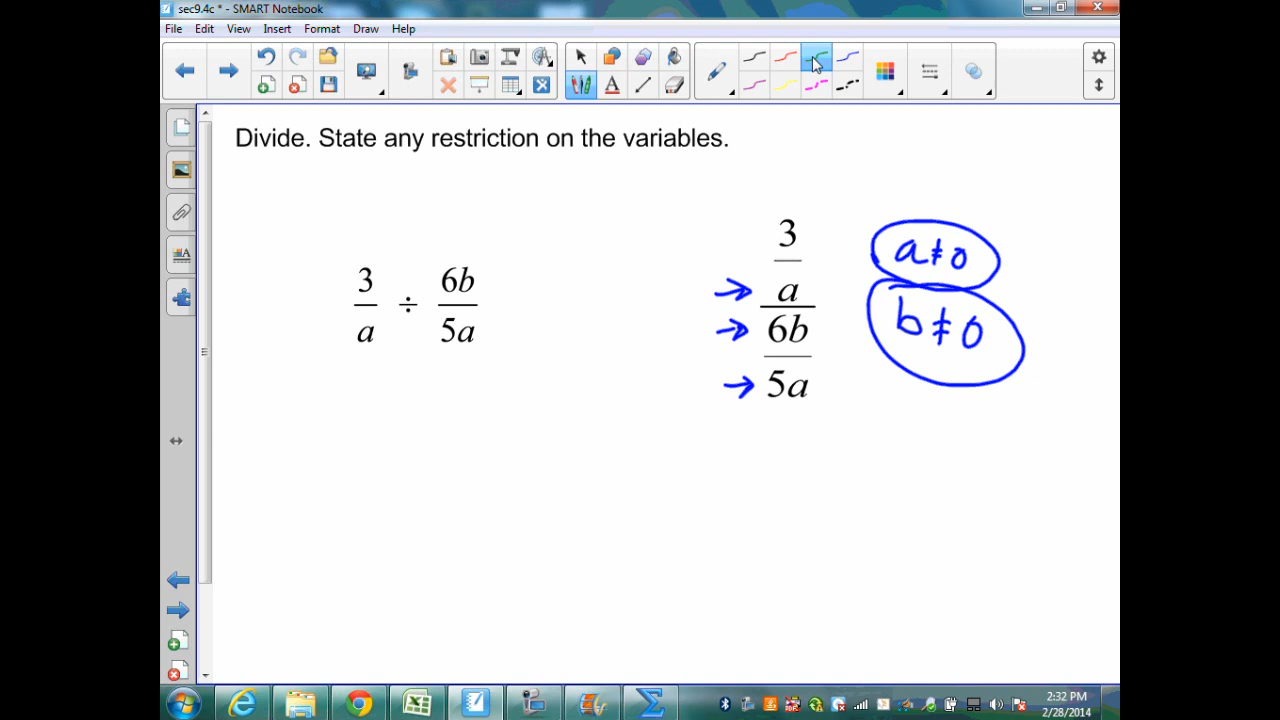 sec9.4c * - SMART Notebook
File Edit View Insert Format Draw Help
Divide. State any restriction on the variables.
3/a ÷ 6b/5a
3
a
6b
5a
a ≠ 0
b ≠ 0
2:32 PM
2/28/2014